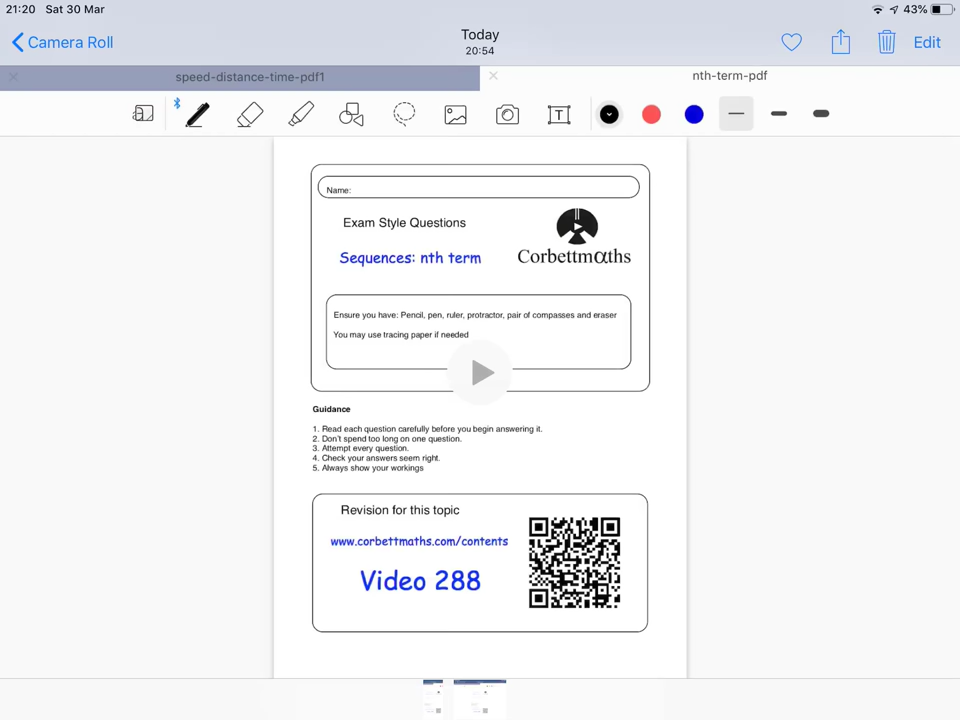 21:20 Sat 30 Mar
43%
Camera Roll
Today
20:54
Edit
speed-distance-time-pdf1
nth-term-pdf
T
Name:
Exam Style Questions
Sequences: nth term
Corbettmαths
Ensure you have: Pencil, pen, ruler, protractor, pair of compasses and eraser
You may use tracing paper if needed
Guidance
1. Read each question carefully before you begin answering it.
2. Don't spend too long on one question.
3. Attempt every question.
4. Check your answers seem right.
5. Always show your workings
Revision for this topic
www.corbettmaths.com/contents
Video 288